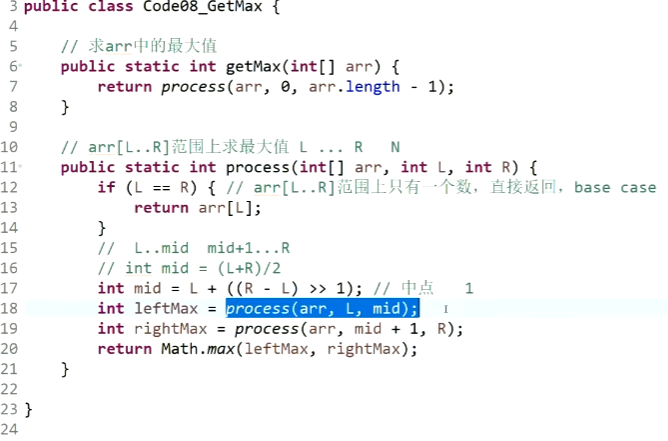 3 public class Code08_GetMax {
4
5 // 求arr中的最大值
6 public static int getMax(int[] arr) {
7 return process(arr, 0, arr.length - 1);
8 }
9
10 // arr[L..R]范围上求最大值 L ... R N
11 public static int process(int[] arr, int L, int R) {
12 if (L == R) { // arr[L..R]范围上只有一个数，直接返回，base case
13 return arr[L];
14 }
15 // L..mid mid+1...R
16 // int mid = (L+R)/2
17 int mid = L + ((R - L) >> 1); // 中点 1
18 int leftMax = process(arr, L, mid);
19 int rightMax = process(arr, mid + 1, R);
20 return Math.max(leftMax, rightMax);
21 }
22
23 }
24